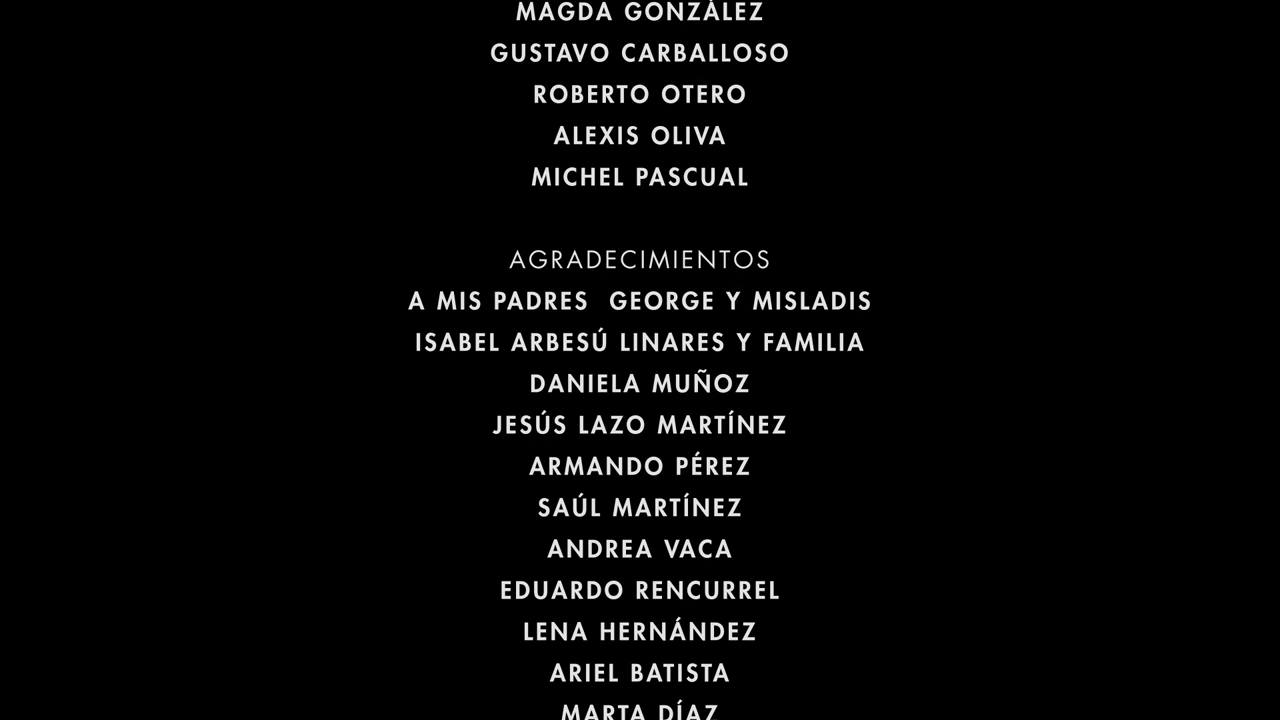 MAGDA GONZÁLEZ
GUSTAVO CARBALLOSO
ROBERTO OTERO
ALEXIS OLIVA
MICHEL PASCUAL
AGRADECIMIENTOS
A MIS PADRES  GEORGE Y MISLADIS
ISABEL ARBESÚ LINARES Y FAMILIA
DANIELA MUÑOZ
JESÚS LAZO MARTÍNEZ
ARMANDO PÉREZ
SAÚL MARTÍNEZ
ANDREA VACA
EDUARDO RENCURREL
LENA HERNÁNDEZ
ARIEL BATISTA
MARTA DÍAZ